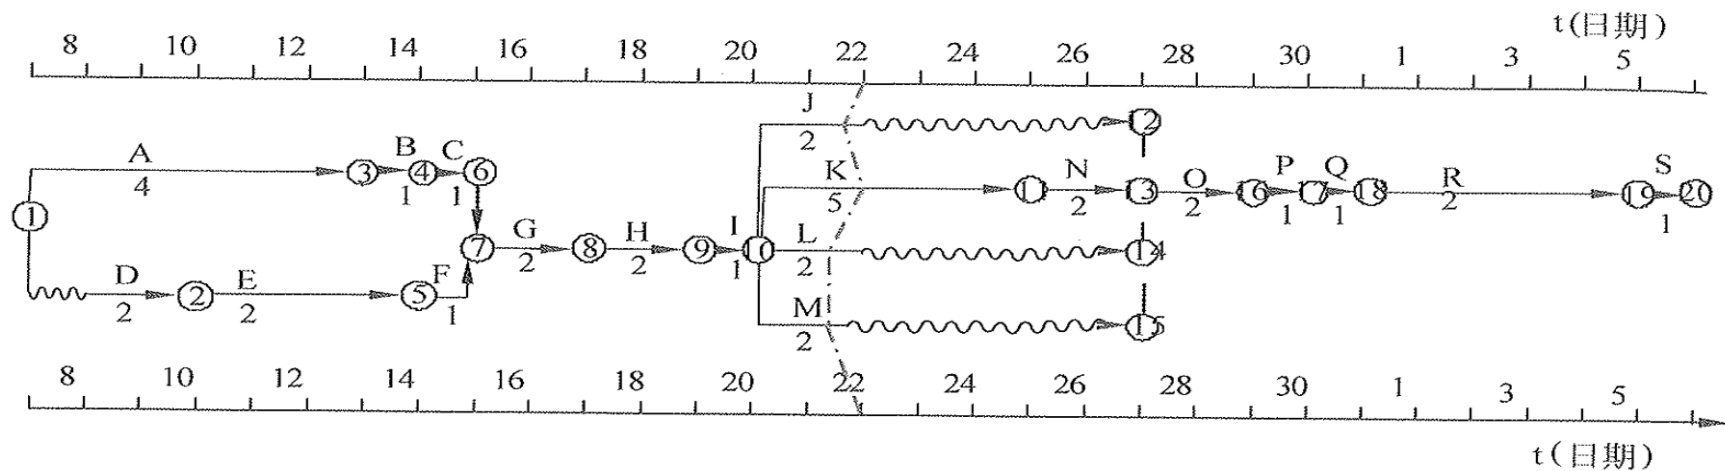 t(日期)
8 10 12 14 16 18 20 22 24 26 28 30 1 3 5
J
2
12
A B C
4 1 1
③ ④ ⑥
K N O P Q R S
5 2 2 1 1 2 1
11 13 16 17 18 19 20
①
G H I L
2 2 1 2
⑦ ⑧ ⑨ 10 14
D E F
2 2 1
② ⑤
M
2
15
8 10 12 14 16 18 20 22 24 26 28 30 1 3 5
t(日期)